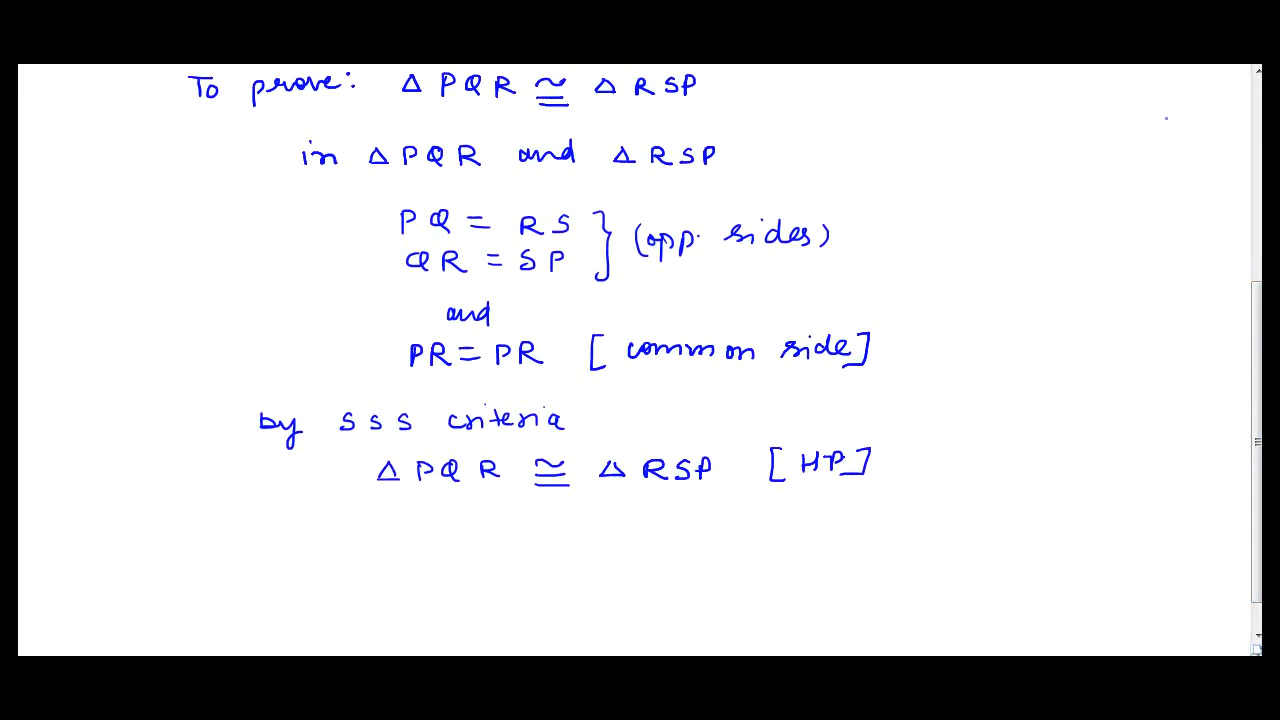 To prove: Δ PQR ≅ Δ RSP
in Δ PQR and Δ RSP
PQ = RS
QR = SP } (opp. sides)
and
PR = PR [common side]
by S S S criteria
Δ PQR ≅ Δ RSP [HP]